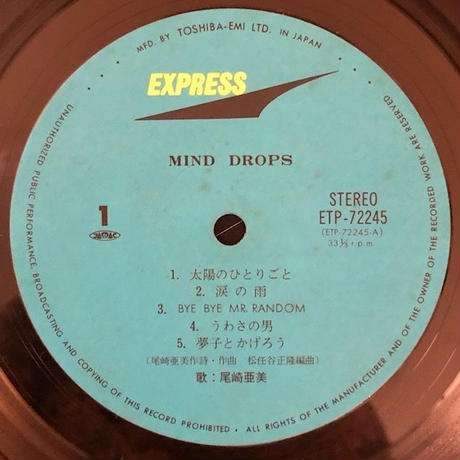 MFD. BY TOSHIBA-EMI LTD. IN JAPAN
EXPRESS
MIND DROPS
1
JASRAC
STEREO
ETP-72245
(ETP-72245-A)
33⅓ r.p.m.
1. 太陽のひとりごと
2. 涙の雨
3. BYE BYE MR. RANDOM
4. うわさの男
5. 夢子とかげろう
(尾崎亜美作詩・作曲 松任谷正隆編曲)
歌:尾崎亜美
UNAUTHORIZED PUBLIC PERFORMANCE, BROADCASTING AND COPYING OF THIS RECORD PROHIBITED • ALL RIGHTS OF THE MANUFACTURER AND OF THE OWNER OF THE RECORDED WORK ARE RESERVED